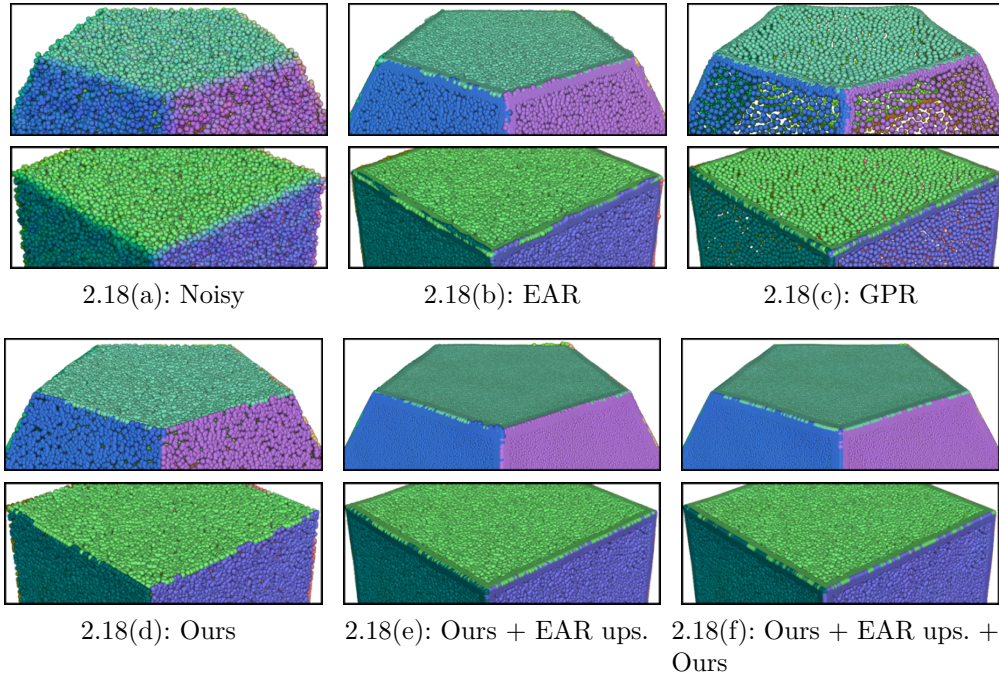 2.18(a): Noisy
2.18(b): EAR
2.18(c): GPR
2.18(d): Ours
2.18(e): Ours + EAR ups.
2.18(f): Ours + EAR ups. +
Ours